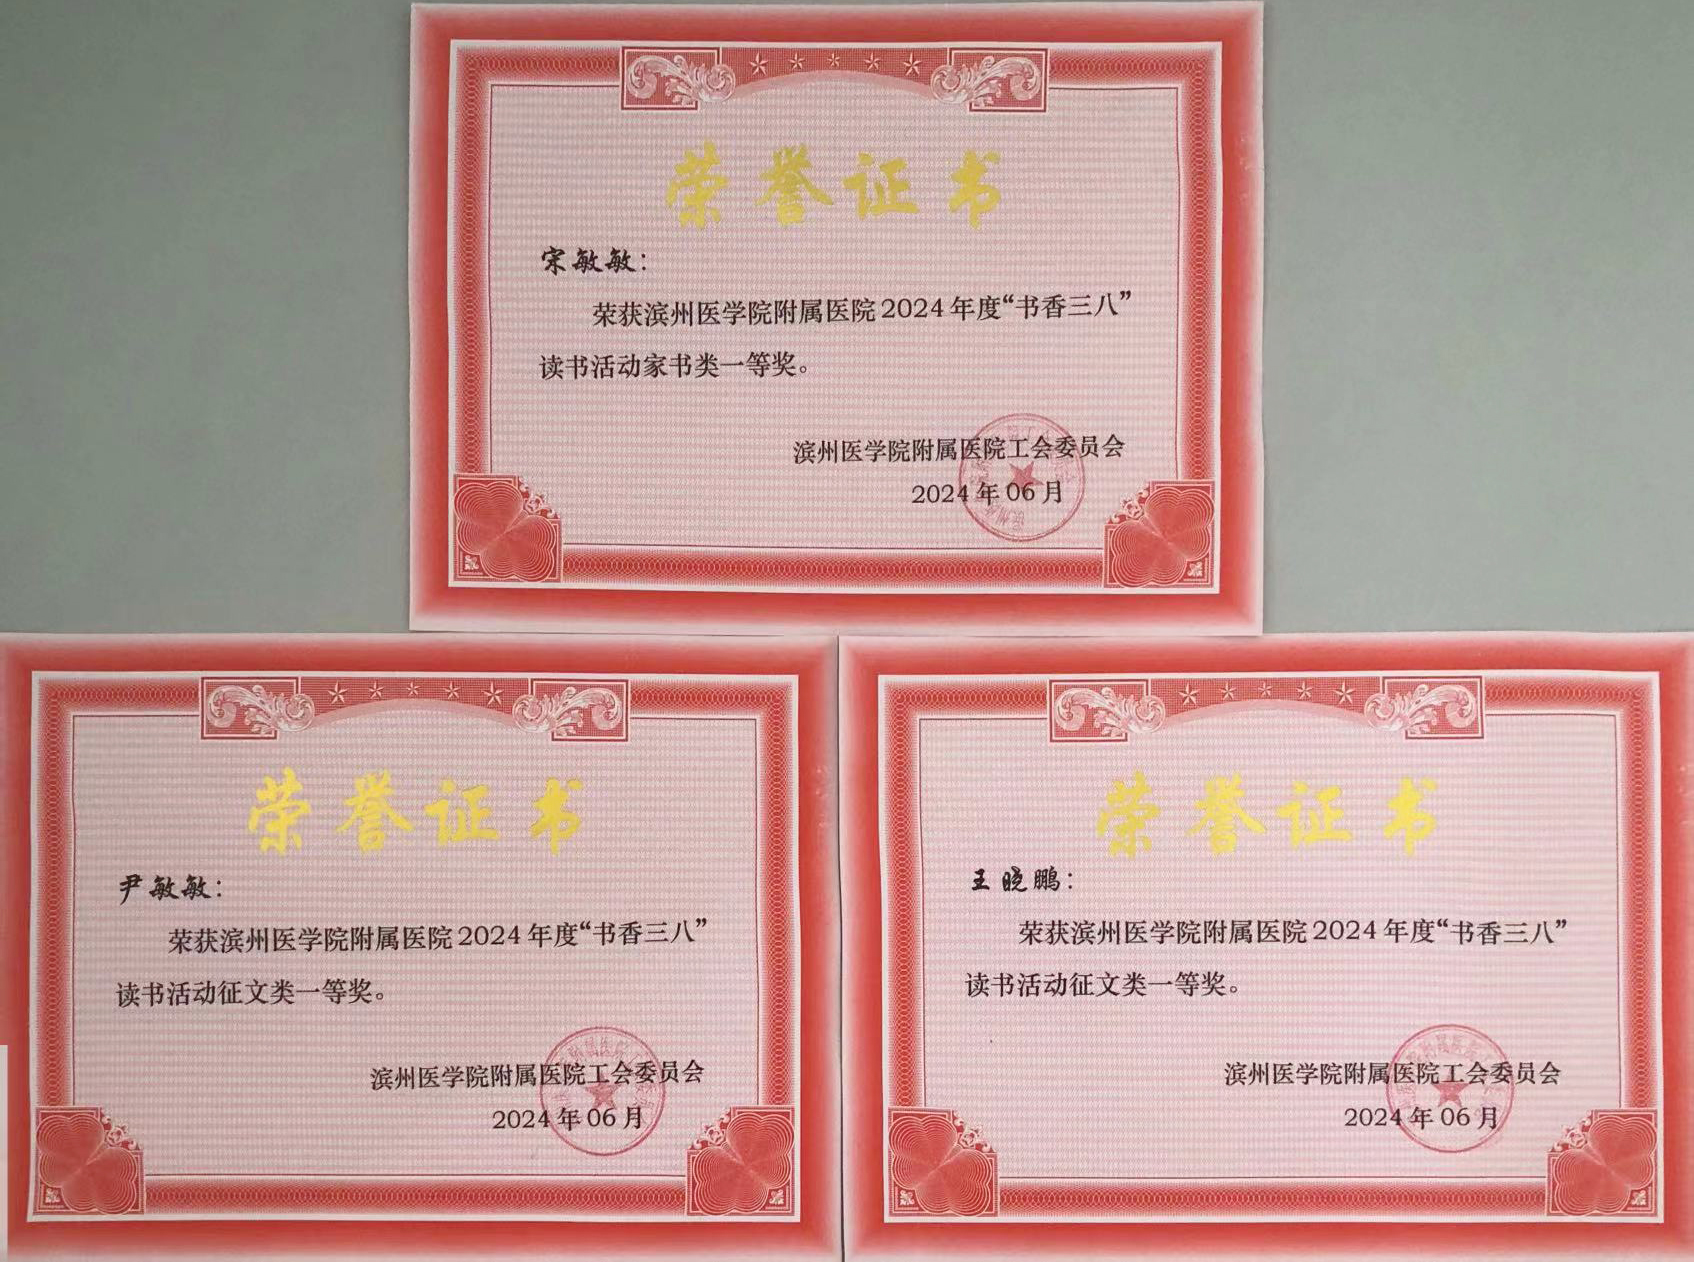 荣誉证书
宋敏敏：
荣获滨州医学院附属医院2024年度“书香三八”
读书活动家书类一等奖。
滨州医学院附属医院工会委员会
2024年06月
荣誉证书
尹敏敏：
荣获滨州医学院附属医院2024年度“书香三八”
读书活动征文类一等奖。
滨州医学院附属医院工会委员会
2024年06月
荣誉证书
王晓鹏：
荣获滨州医学院附属医院2024年度“书香三八”
读书活动征文类一等奖。
滨州医学院附属医院工会委员会
2024年06月